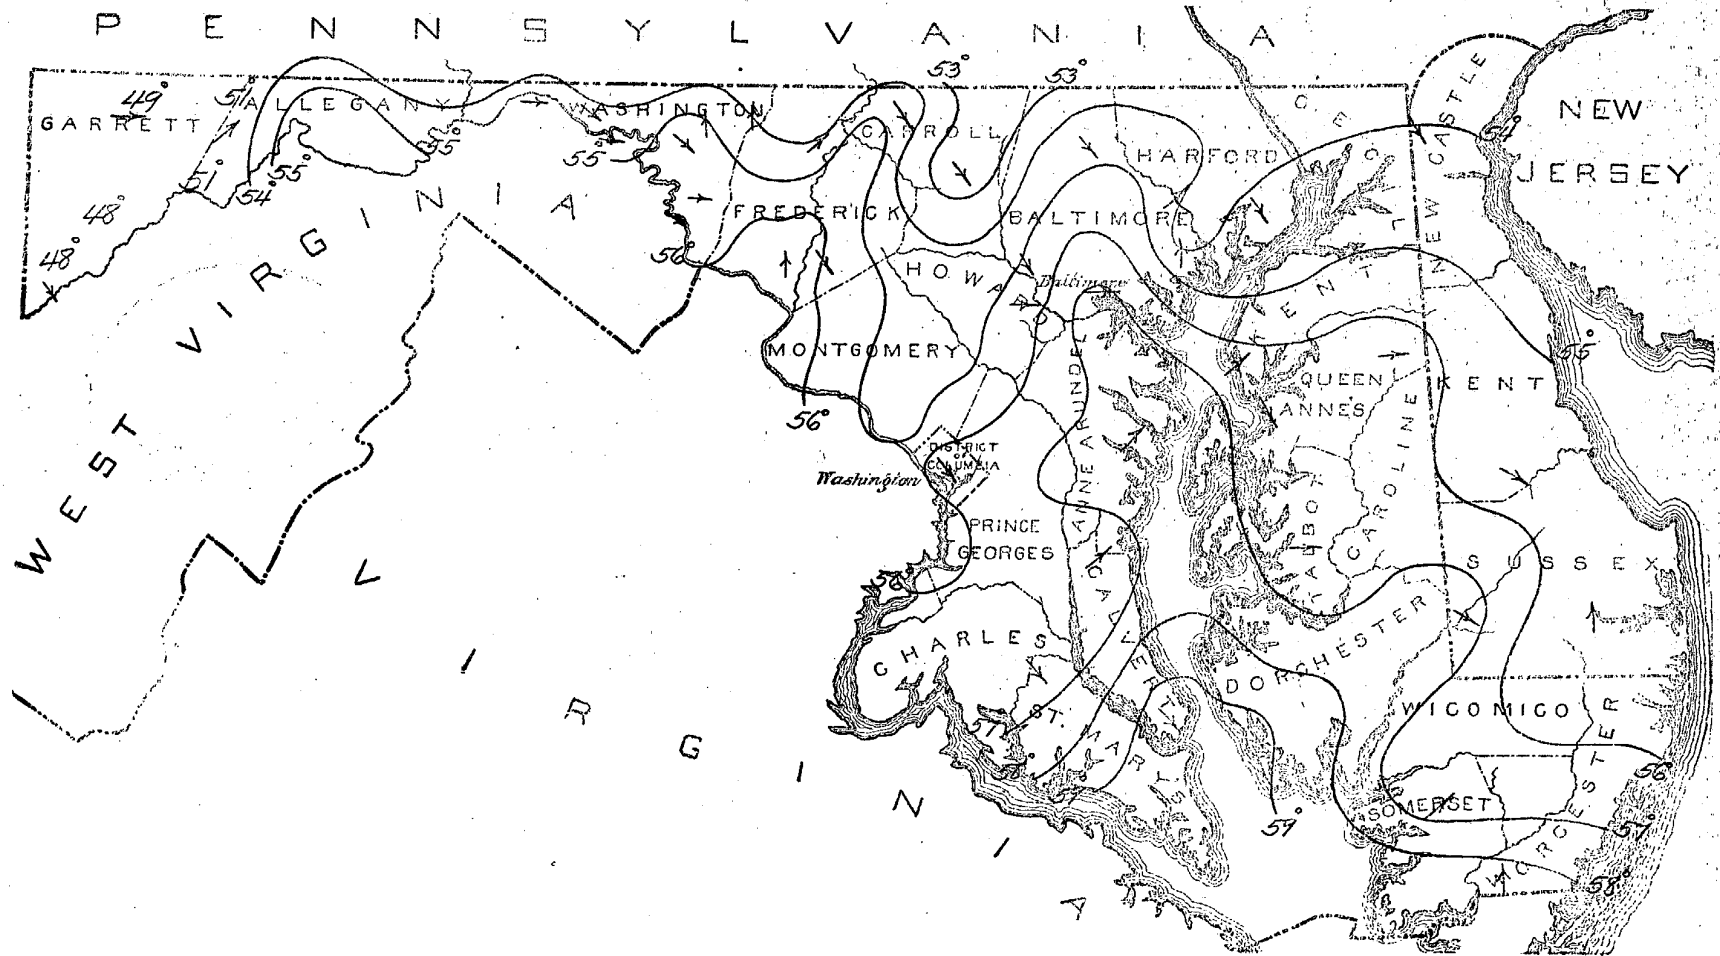 PENNSYLVANIA
53°
53°
49°
51°
ALLEGANY
WASHINGTON
CASTLE
NEW
GARRETT
CARROLL
CECIL
54°
55°
55°
HARFORD
JERSEY
51°
55°
54°
48°
FREDERICK
BALTIMORE
NEW
48°
56°
HOWARD
Baltimore
KENT
WEST VIRGINIA
MONTGOMERY
55°
QUEEN
ANNE'S
KENT
56°
ANNE ARUNDEL
CAROLINE
DISTRICT
OF
COLUMBIA
Washington
TALBOT
PRINCE
GEORGES
SUSSEX
CALVERT
CHARLES
DORCHESTER
ST. MARYS
57°
WICOMICO
WORCESTER
58°
56°
59°
SOMERSET
59°
57°
58°
VIRGINIA